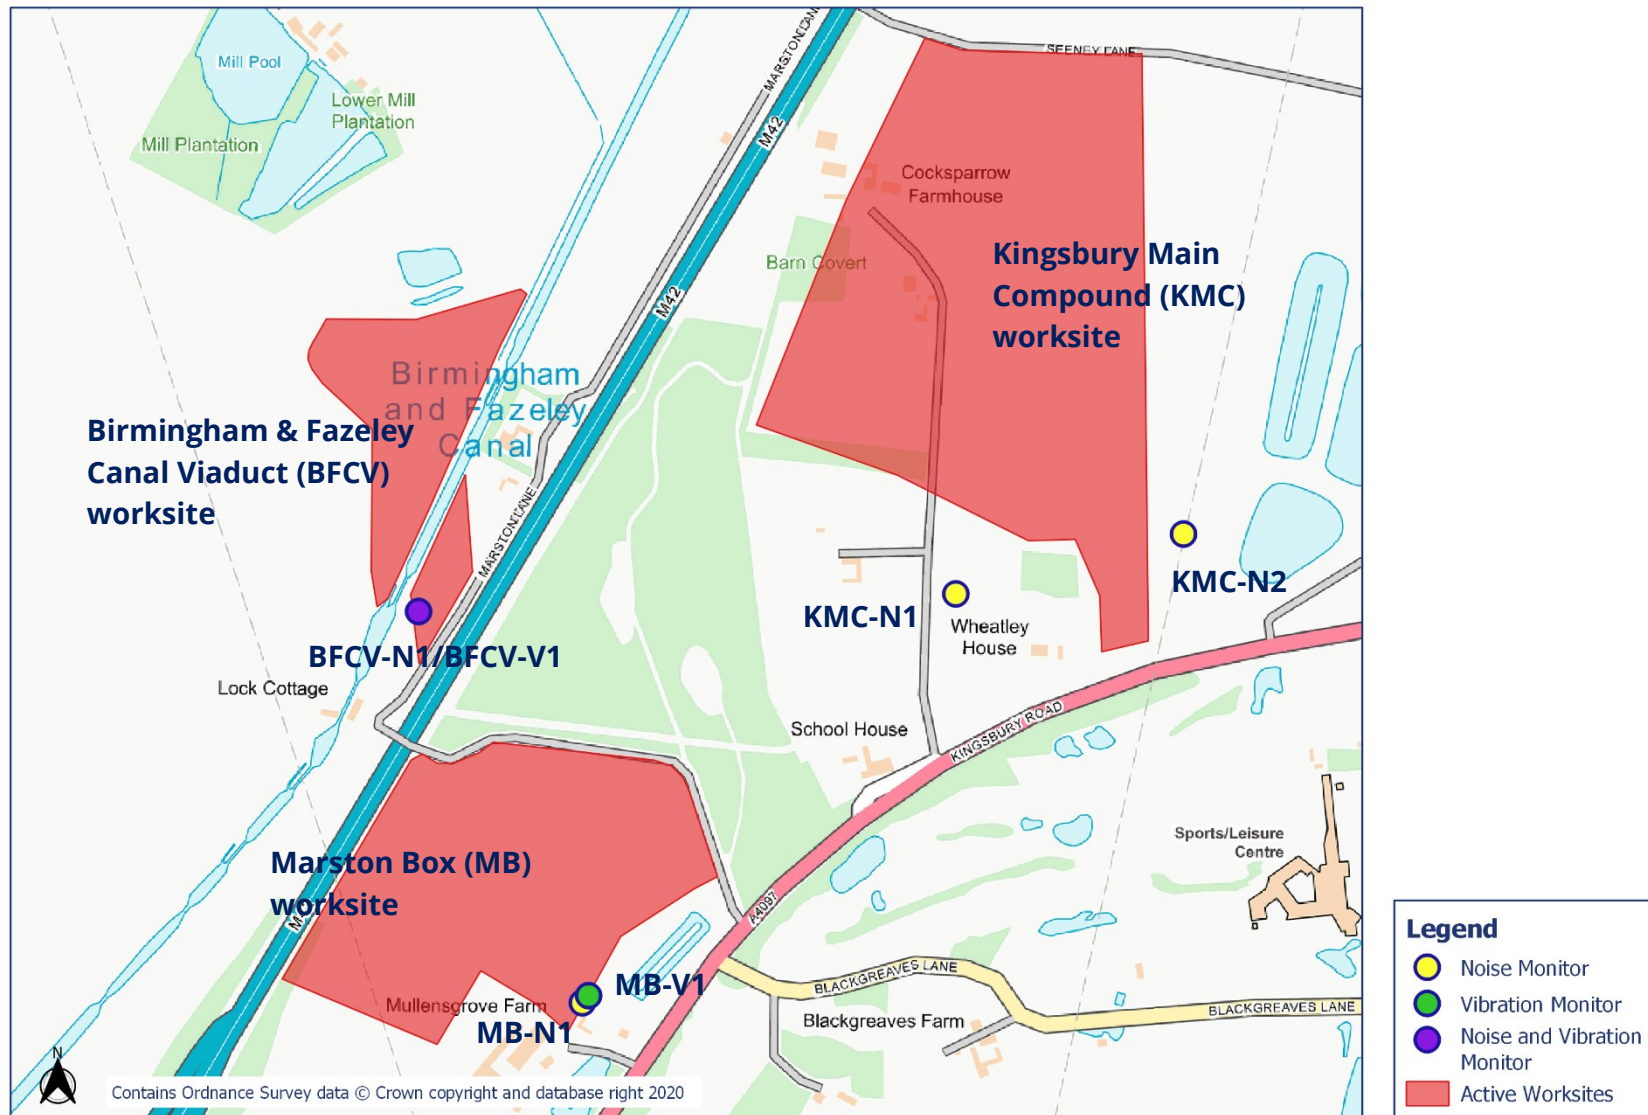 MARSTON LANE
SEENEY LANE
Mill Pool
Lower Mill
Plantation
Mill Plantation
M42
Cocksparrow
Farmhouse
Kingsbury Main
Compound (KMC)
worksite
Barn Covert
M42
Birmingham
and Fazeley
Canal
Birmingham & Fazeley
Canal Viaduct (BFCV)
worksite
MARSTON LANE
KMC-N2
KMC-N1
Wheatley
House
BFCV-N1/BFCV-V1
Lock Cottage
School House
KINGSBURY ROAD
Sports/Leisure
Centre
Marston Box (MB)
worksite
A4097
MB-V1
BLACKGREAVES LANE
BLACKGREAVES LANE
Mullensgrove Farm
MB-N1
Blackgreaves Farm
N
Contains Ordnance Survey data © Crown copyright and database right 2020
Legend
Noise Monitor
Vibration Monitor
Noise and Vibration
Monitor
Active Worksites